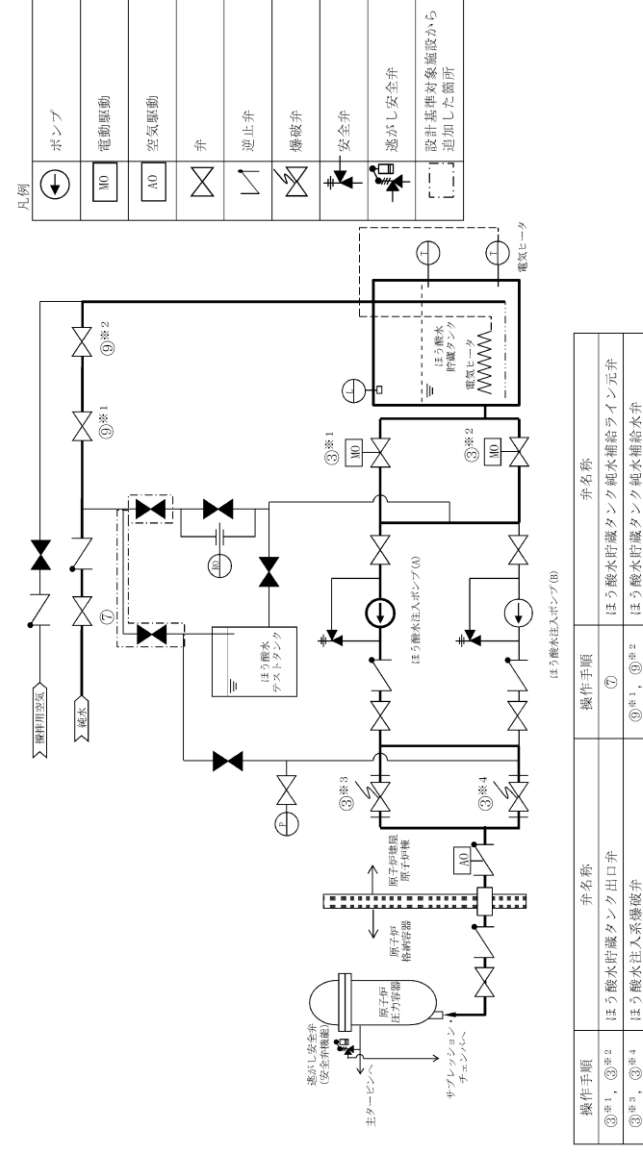 凡例
ポンプ
MO
電動駆動
AO
空気駆動
弁
逆止弁
爆破弁
安全弁
逃がし安全弁
設計基準対象施設から
追加した箇所
攪拌用空気
純水
⑨※1
⑨※2
⑦
RO
ほう酸水
テストタンク
P
L
T
T
電気ヒータ
ほう酸水
貯蔵タンク
電気ヒータ
③※1
MO
③※2
MO
ほう酸水注入ポンプ(A)
ほう酸水注入ポンプ(B)
③※3
③※4
AO
原子炉建屋
原子炉棟
原子炉
格納容器
原子炉
圧力容器
逃がし安全弁
(安全弁機能)
主タービンへ
サプレッション・
チェンバへ
操作手順 弁名称 操作手順 弁名称
③※1, ③※2 ほう酸水貯蔵タンク出口弁 ⑦ ほう酸水貯蔵タンク純水補給ライン元弁
③※3, ③※4 ほう酸水注入系爆破弁 ⑨※1, ⑨※2 ほう酸水貯蔵タンク純水補給水弁